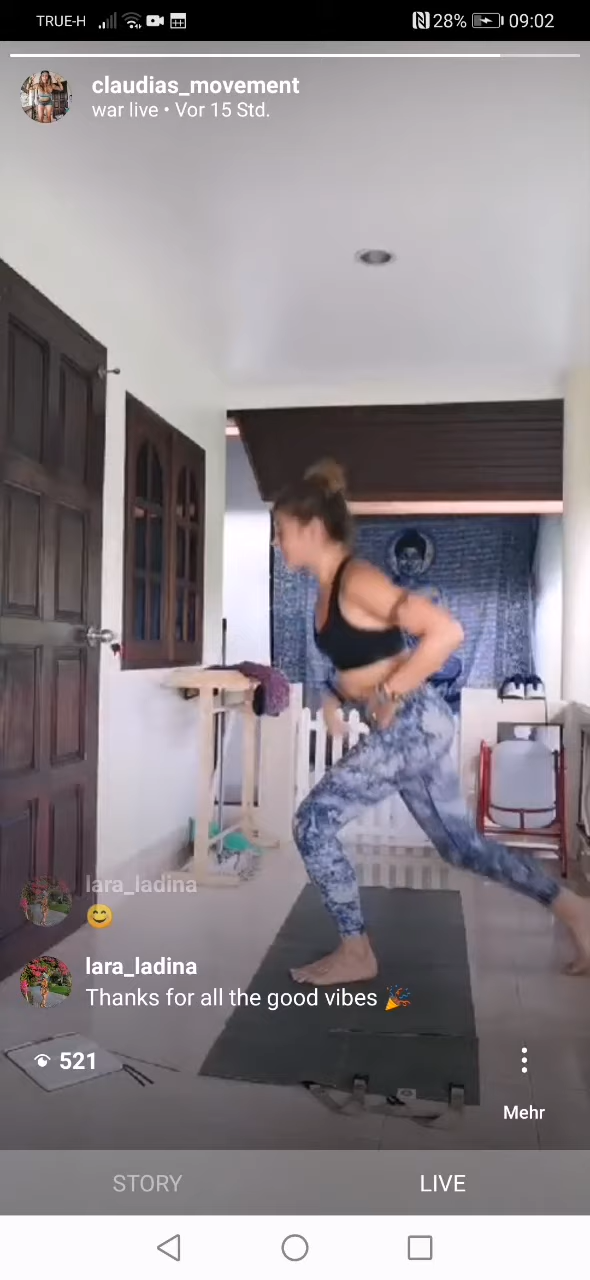 TRUE-H 28% 09:02
claudias_movement
war live • Vor 15 Std.
lara_ladina
😊
lara_ladina
Thanks for all the good vibes 🎉
521
Mehr
STORY LIVE